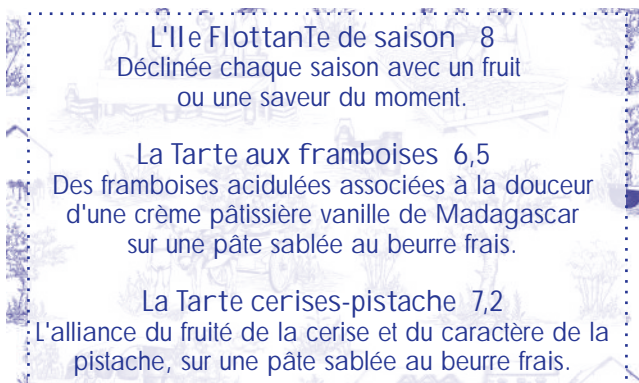 L'IIe FlottanTe de saison 8
Déclinée chaque saison avec un fruit
ou une saveur du moment.
La Tarte aux framboises 6,5
Des framboises acidulées associées à la douceur
d'une crème pâtissière vanille de Madagascar
sur une pâte sablée au beurre frais.
La Tarte cerises-pistache 7,2
L'alliance du fruité de la cerise et du caractère de la
pistache, sur une pâte sablée au beurre frais.